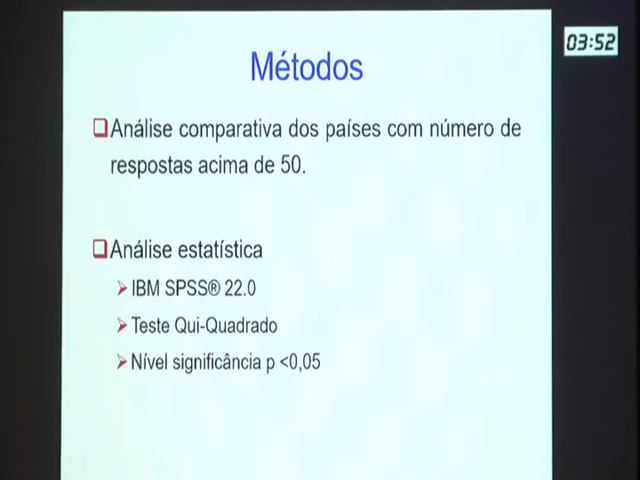 03:52
Métodos
Análise comparativa dos países com número de
respostas acima de 50.
Análise estatística
IBM SPSS® 22.0
Teste Qui-Quadrado
Nível significância p <0,05